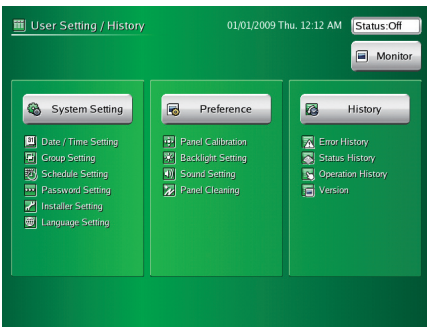 User Setting / History
01/01/2009 Thu. 12:12 AM
Status:Off
Monitor
System Setting
Date / Time Setting
Group Setting
Schedule Setting
Password Setting
Installer Setting
Language Setting
Preference
Panel Calibration
Backlight Setting
Sound Setting
Panel Cleaning
History
Error History
Status History
Operation History
Version